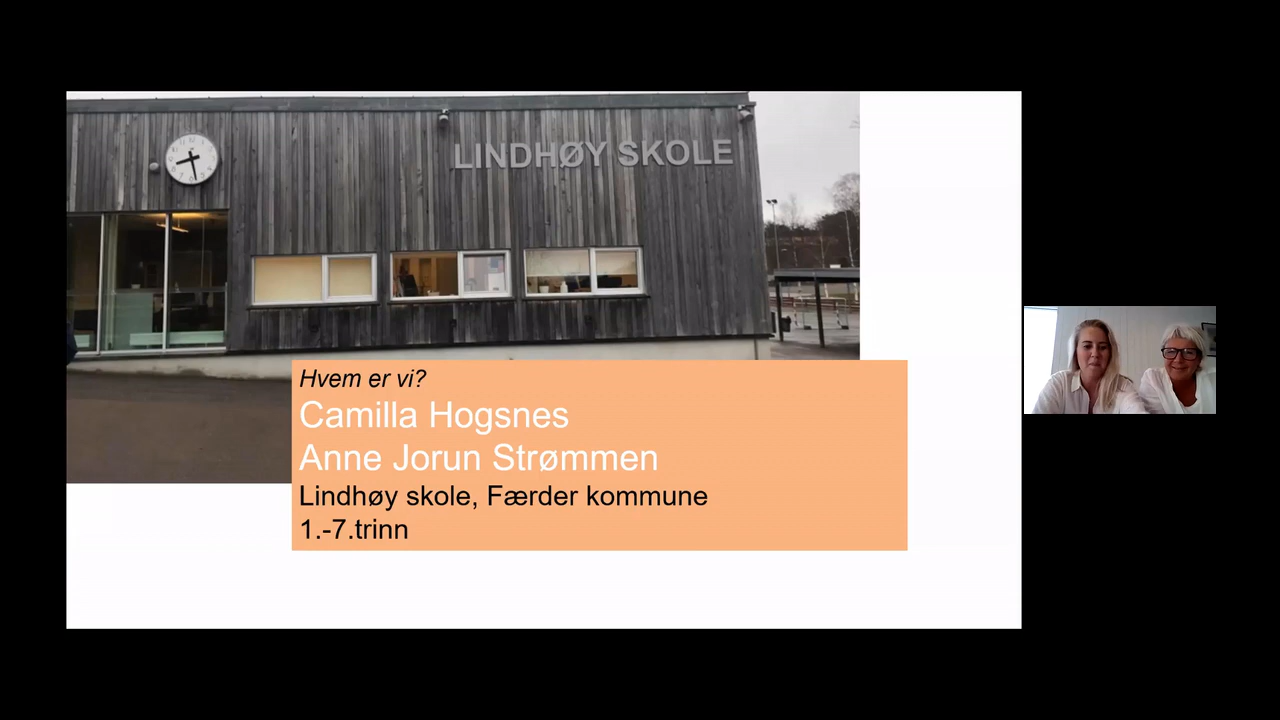 LINDHØY SKOLE
Hvem er vi?
Camilla Hogsnes
Anne Jorun Strømmen
Lindhøy skole, Færder kommune
1.-7.trinn